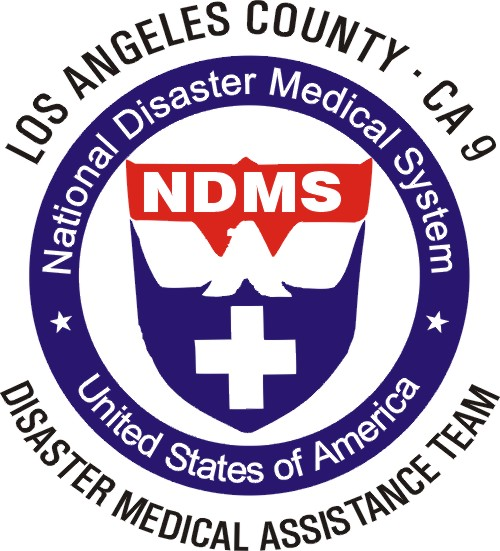 LOS ANGELES COUNTY · CA 9
National Disaster Medical System
NDMS
United States of America
DISASTER MEDICAL ASSISTANCE TEAM